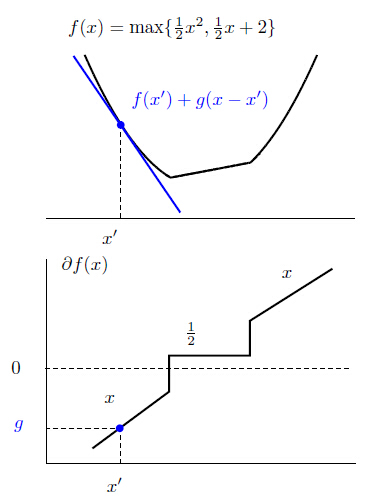 f(x) = max{½x², ½x + 2}
f(x′) + g(x − x′)
x′
∂f(x)
x
½
0
x
g
x′